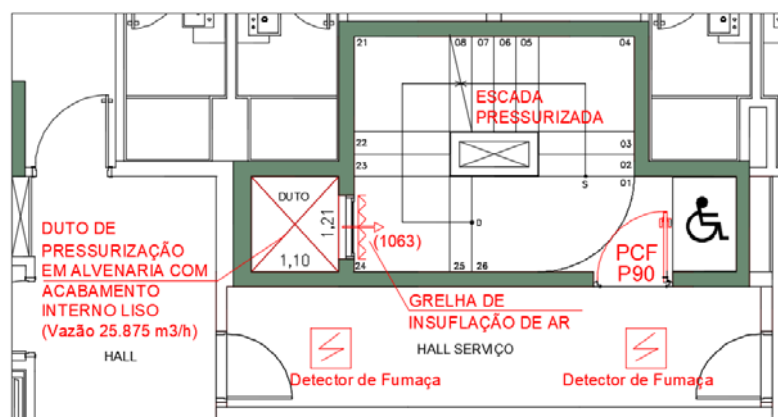 21
08
07
06
05
04
ESCADA
PRESSURIZADA
22
03
23
02
S
01
DUTO
1,21
1,10
D
(1063)
24
25
26
PCF
P90
DUTO DE
PRESSURIZAÇÃO
EM ALVENARIA COM
ACABAMENTO
INTERNO LISO
(Vazão 25.875 m3/h)
HALL
GRELHA DE
INSUFLAÇÃO DE AR
HALL SERVIÇO
Detector de Fumaça
Detector de Fumaça